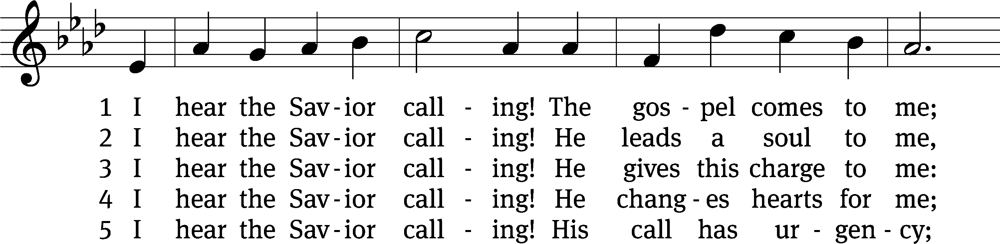 1 I hear the Sav - ior call - ing! The gos - pel comes to me;
2 I hear the Sav - ior call - ing! He leads a soul to me,
3 I hear the Sav - ior call - ing! He gives this charge to me:
4 I hear the Sav - ior call - ing! He chang - es hearts for me;
5 I hear the Sav - ior call - ing! His call has ur - gen - cy;